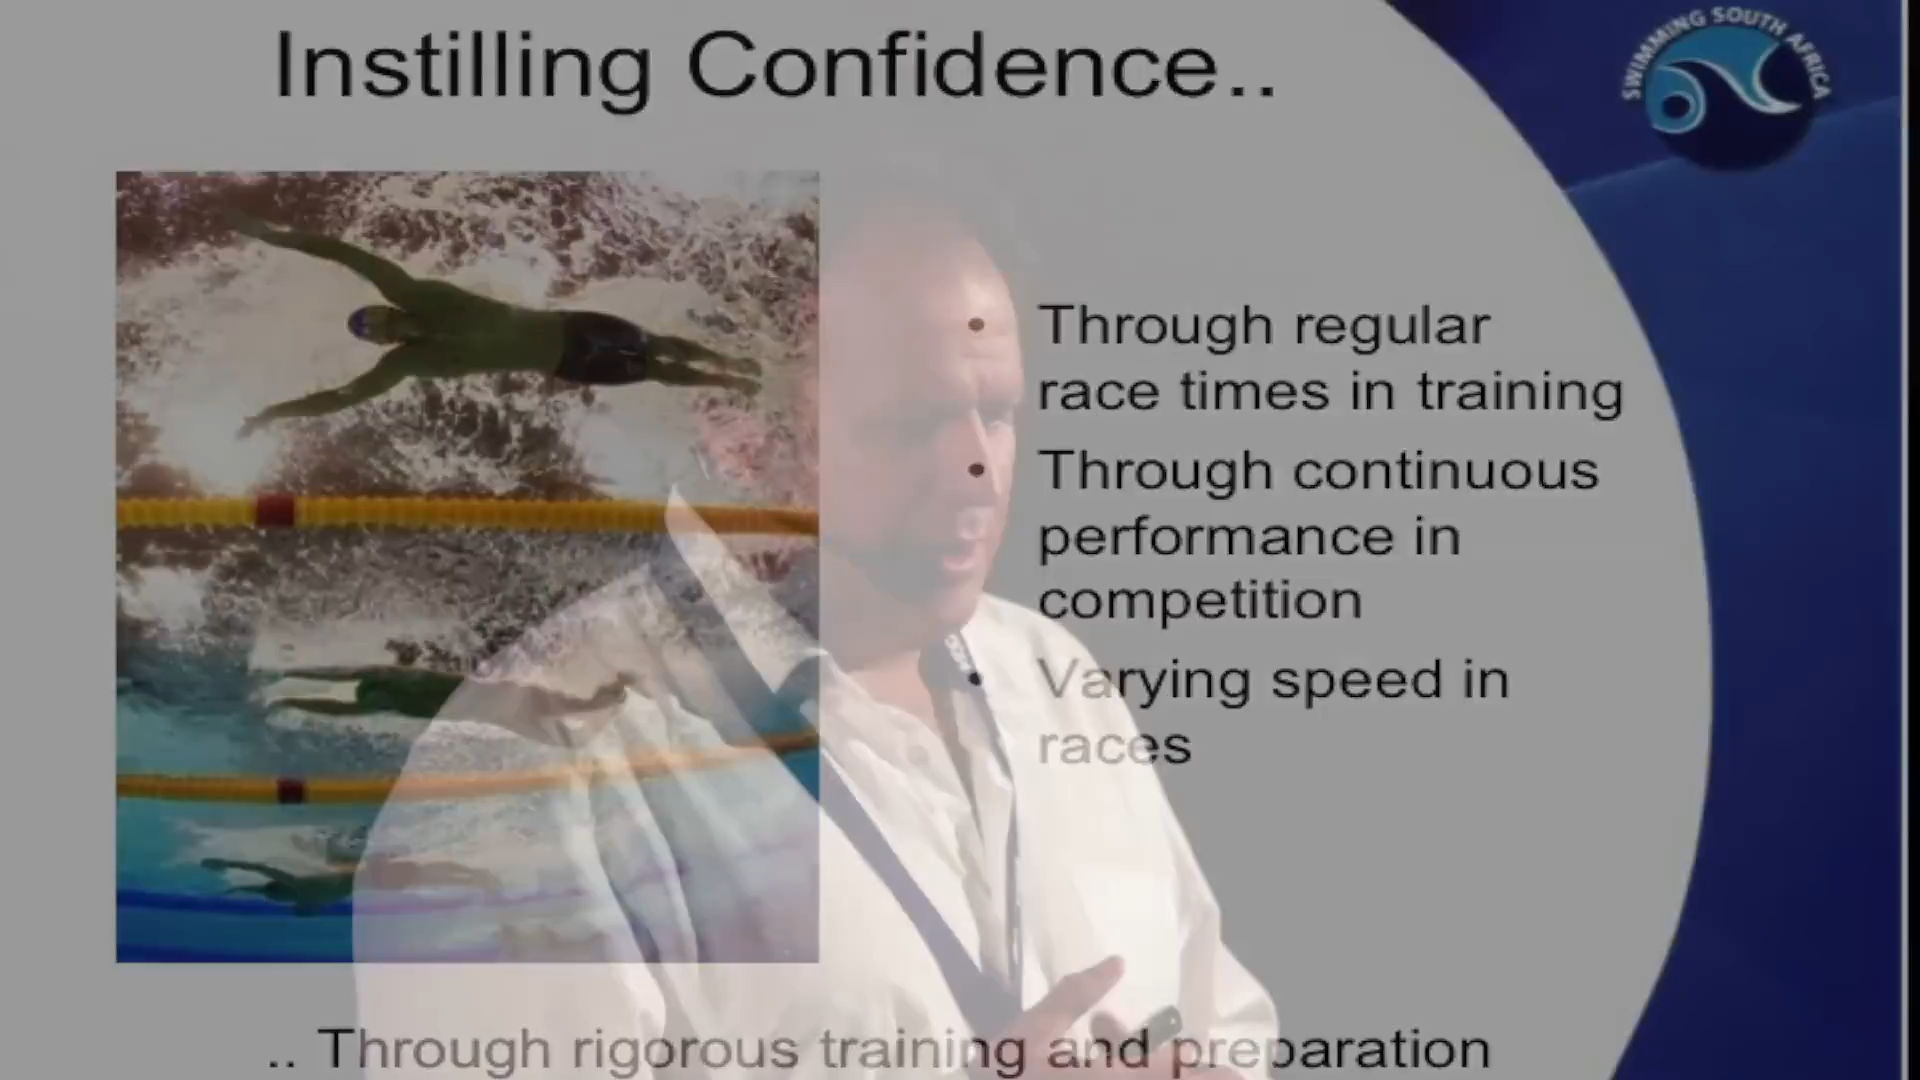 Instilling Confidence..
SWIMMING SOUTH AFRICA
• Through regular
race times in training
• Through continuous
performance in
competition
• Varying speed in
races
.. Through rigorous training and preparation